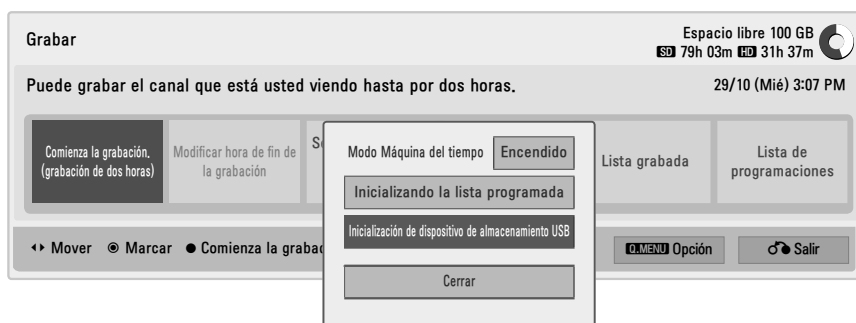 Grabar
Espacio libre 100 GB
SD 79h 03m HD 31h 37m
Puede grabar el canal que está usted viendo hasta por dos horas.
29/10 (Mié) 3:07 PM
Comienza la grabación.
(grabación de dos horas)
Modificar hora de fin de
la grabación
Modo Máquina del tiempo Encendido
Inicializando la lista programada
Inicialización de dispositivo de almacenamiento USB
Cerrar
Lista grabada
Lista de
programaciones
Mover Marcar Comienza la
Q.MENU Opción
Salir